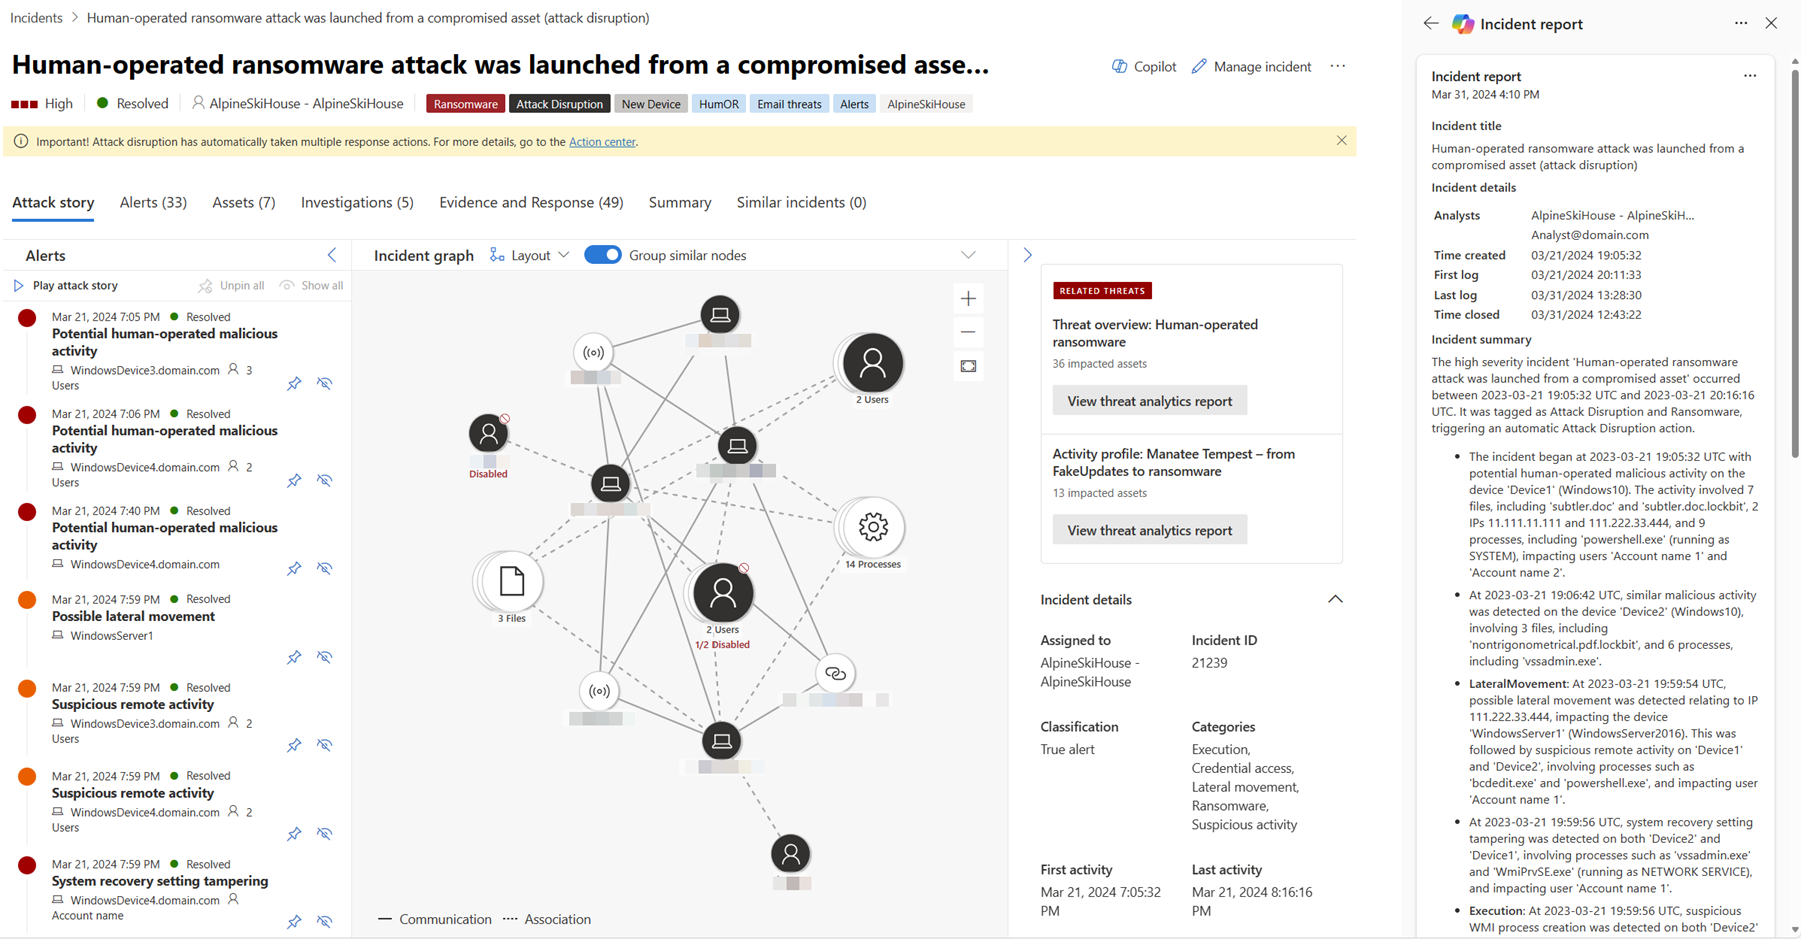 Incidents > Human-operated ransomware attack was launched from a compromised asset (attack disruption)
Human-operated ransomware attack was launched from a compromised asse...
Copilot
Manage incident
High
Resolved
AlpineSkiHouse - AlpineSkiHouse
Ransomware
Attack Disruption
New Device
HumOR
Email threats
Alerts
AlpineSkiHouse
Important! Attack disruption has automatically taken multiple response actions. For more details, go to the Action center.
Attack story
Alerts (33)
Assets (7)
Investigations (5)
Evidence and Response (49)
Summary
Similar incidents (0)
Alerts
Play attack story
Unpin all
Show all
Mar 21, 2024 7:05 PM
Resolved
Potential human-operated malicious
activity
WindowsDevice3.domain.com
3
Users
Mar 21, 2024 7:06 PM
Resolved
Potential human-operated malicious
activity
WindowsDevice4.domain.com
2
Users
Mar 21, 2024 7:40 PM
Resolved
Potential human-operated malicious
activity
WindowsDevice4.domain.com
Mar 21, 2024 7:59 PM
Resolved
Possible lateral movement
WindowsServer1
Mar 21, 2024 7:59 PM
Resolved
Suspicious remote activity
WindowsDevice3.domain.com
2
Users
Mar 21, 2024 7:59 PM
Resolved
Suspicious remote activity
WindowsDevice4.domain.com
2
Users
Mar 21, 2024 7:59 PM
Resolved
System recovery setting tampering
WindowsDevice4.domain.com
Account name
Incident graph
Layout
Group similar nodes
2 Users
Disabled
14 Processes
3 Files
2 Users
1/2 Disabled
Communication
Association
RELATED THREATS
Threat overview: Human-operated
ransomware
36 impacted assets
View threat analytics report
Activity profile: Manatee Tempest – from
FakeUpdates to ransomware
13 impacted assets
View threat analytics report
Incident details
Assigned to
AlpineSkiHouse -
AlpineSkiHouse
Incident ID
21239
Classification
True alert
Categories
Execution,
Credential access,
Lateral movement,
Ransomware,
Suspicious activity
First activity
Mar 21, 2024 7:05:32
PM
Last activity
Mar 21, 2024 8:16:16
PM
Incident report
Incident report
Mar 31, 2024 4:10 PM
Incident title
Human-operated ransomware attack was launched from a
compromised asset (attack disruption)
Incident details
Analysts AlpineSkiHouse - AlpineSkiH...
Analyst@domain.com
Time created 03/21/2024 19:05:32
First log 03/21/2024 20:11:33
Last log 03/31/2024 13:28:30
Time closed 03/31/2024 12:43:22
Incident summary
The high severity incident 'Human-operated ransomware
attack was launched from a compromised asset' occurred
between 2023-03-21 19:05:32 UTC and 2023-03-21 20:16:16
UTC. It was tagged as Attack Disruption and Ransomware,
triggering an automatic Attack Disruption action.
• The incident began at 2023-03-21 19:05:32 UTC with
potential human-operated malicious activity on the
device 'Device1' (Windows10). The activity involved 7
files, including 'subtler.doc' and 'subtler.doc.lockbit', 2
IPs 11.111.11.111 and 111.222.33.444, and 9
processes, including 'powershell.exe' (running as
SYSTEM), impacting users 'Account name 1' and
'Account name 2'.
• At 2023-03-21 19:06:42 UTC, similar malicious activity
was detected on the device 'Device2' (Windows10),
involving 3 files, including
'nontrigonometrical.pdf.lockbit', and 6 processes,
including 'vssadmin.exe'.
• LateralMovement: At 2023-03-21 19:59:54 UTC,
possible lateral movement was detected relating to IP
111.222.33.444, impacting the device
'WindowsServer1' (WindowsServer2016). This was
followed by suspicious remote activity on 'Device1'
and 'Device2', involving processes such as
'bcdedit.exe' and 'powershell.exe', and impacting user
'Account name 1'.
• At 2023-03-21 19:59:56 UTC, system recovery setting
tampering was detected on both 'Device2' and
'Device1', involving processes such as 'vssadmin.exe'
and 'WmiPrvSE.exe' (running as NETWORK SERVICE),
and impacting user 'Account name 1'.
• Execution: At 2023-03-21 19:59:56 UTC, suspicious
WMI process creation was detected on both 'Device2'